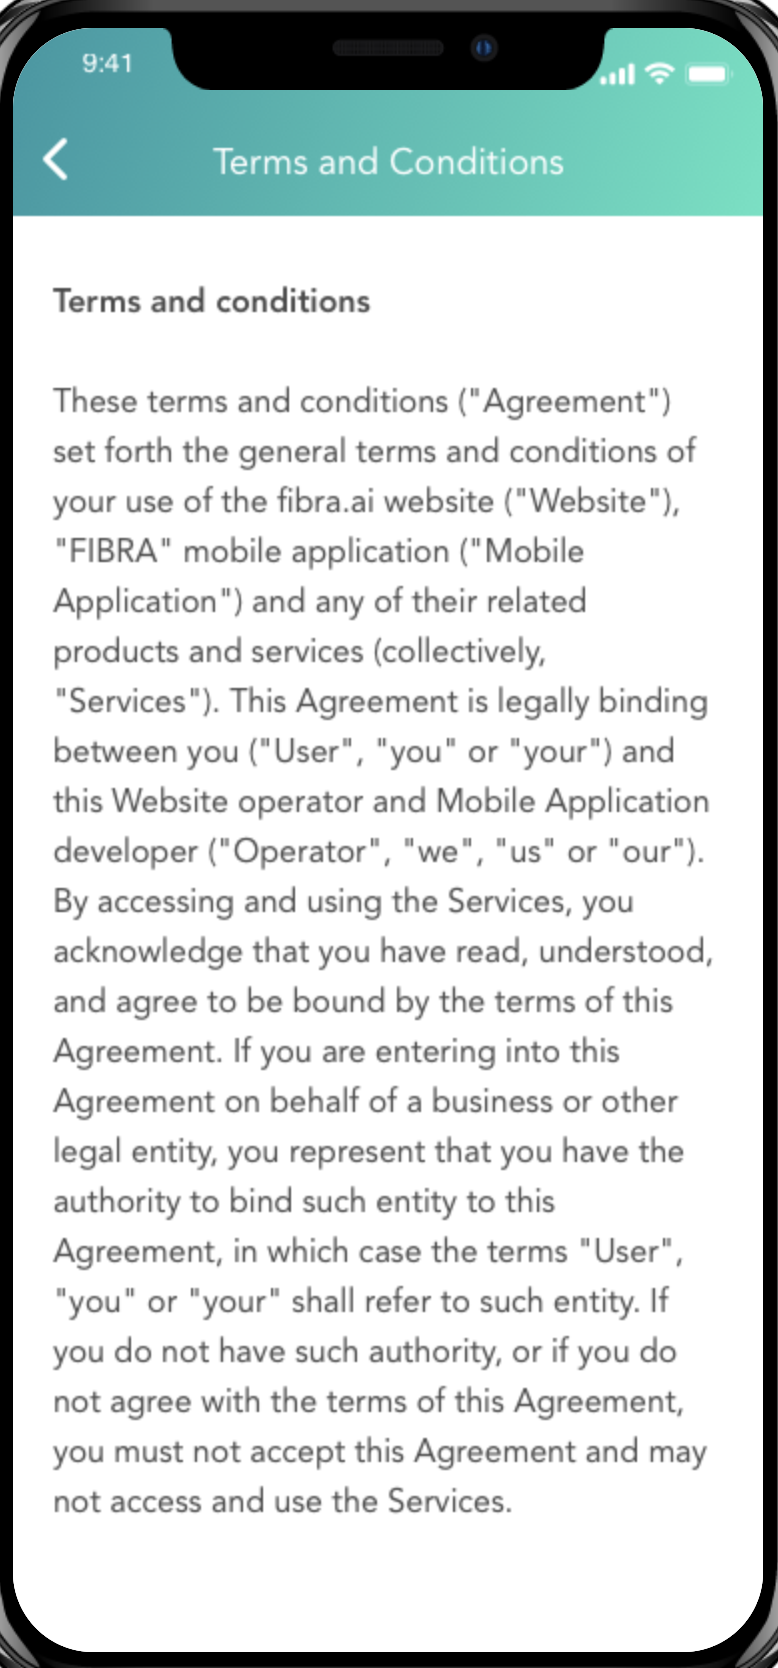 9:41
Terms and Conditions
Terms and conditions
These terms and conditions ("Agreement")
set forth the general terms and conditions of
your use of the fibra.ai website ("Website"),
"FIBRA" mobile application ("Mobile
Application") and any of their related
products and services (collectively,
"Services"). This Agreement is legally binding
between you ("User", "you" or "your") and
this Website operator and Mobile Application
developer ("Operator", "we", "us" or "our").
By accessing and using the Services, you
acknowledge that you have read, understood,
and agree to be bound by the terms of this
Agreement. If you are entering into this
Agreement on behalf of a business or other
legal entity, you represent that you have the
authority to bind such entity to this
Agreement, in which case the terms "User",
"you" or "your" shall refer to such entity. If
you do not have such authority, or if you do
not agree with the terms of this Agreement,
you must not accept this Agreement and may
not access and use the Services.